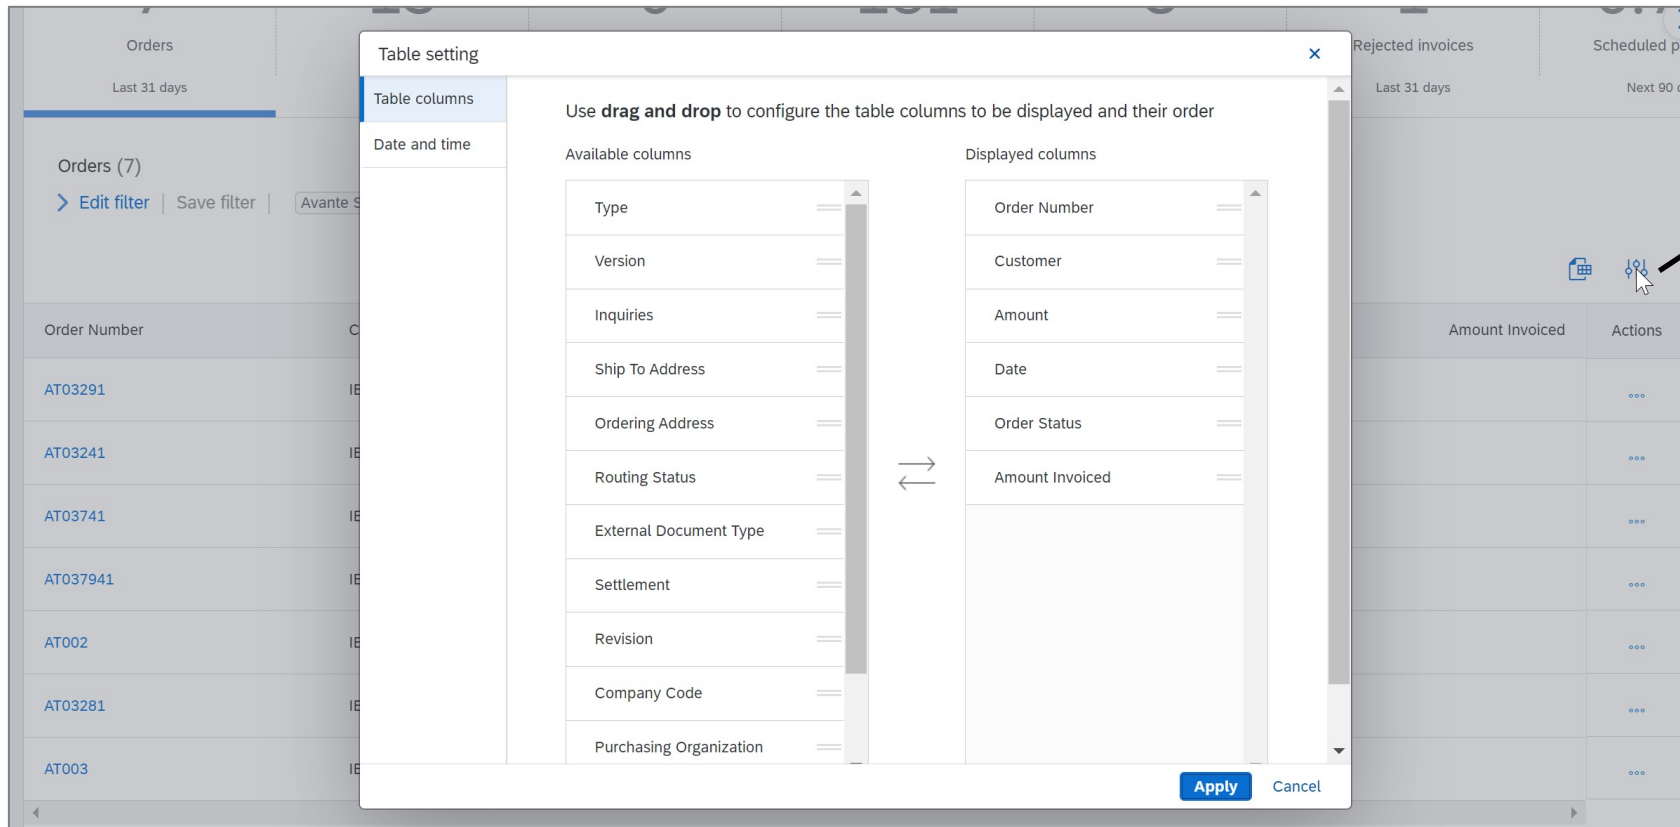 Orders
Last 31 days
Rejected invoices
Last 31 days
Scheduled
Next 90
Table setting
Table columns
Date and time
Use drag and drop to configure the table columns to be displayed and their order
Available columns
Displayed columns
Type
Version
Inquiries
Ship To Address
Ordering Address
Routing Status
External Document Type
Settlement
Revision
Company Code
Purchasing Organization
Order Number
Customer
Amount
Date
Order Status
Amount Invoiced
Apply
Cancel
Orders (7)
Edit filter
Save filter
Avante
Order Number
Amount Invoiced
Actions
AT03291
AT03241
AT03741
AT037941
AT002
AT03281
AT003